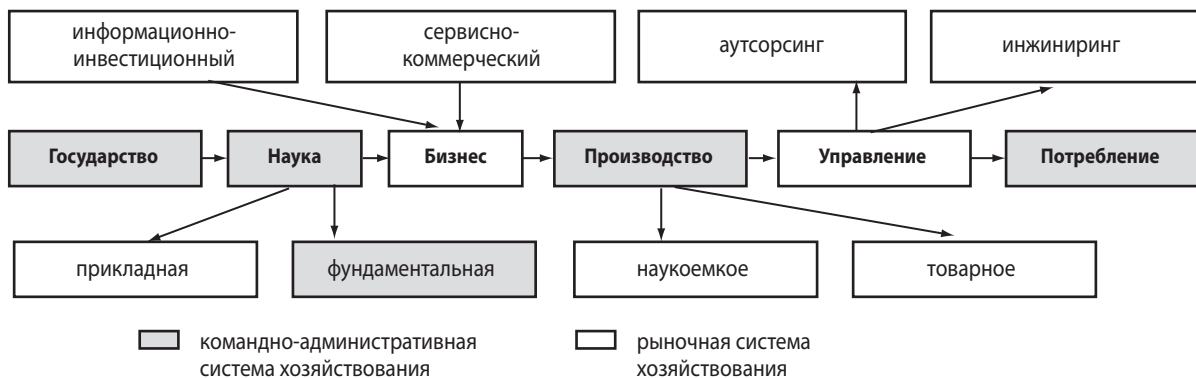 информационно-
инвестиционный
сервисно-
коммерческий
аутсорсинг
инжиниринг
Государство
Наука
Бизнес
Производство
Управление
Потребление
прикладная
фундаментальная
наукоемкое
товарное
командно-административная
система хозяйствования
рыночная система
хозяйствования